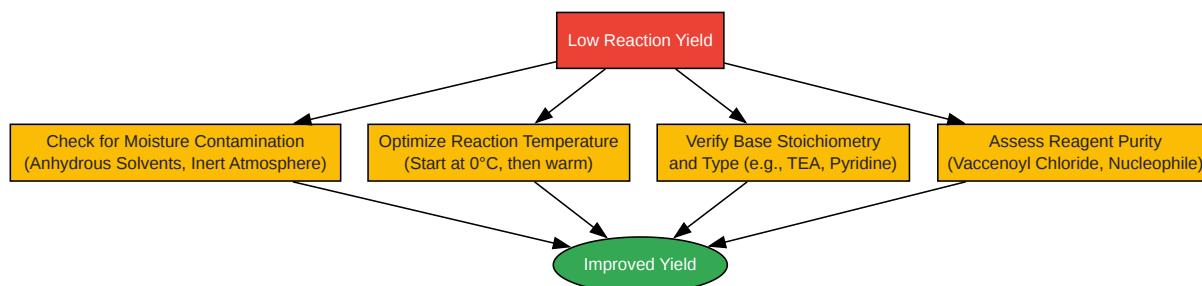 Low Reaction Yield
Check for Moisture Contamination
(Anhydrous Solvents, Inert Atmosphere)
Optimize Reaction Temperature
(Start at 0°C, then warm)
Verify Base Stoichiometry
and Type (e.g., TEA, Pyridine)
Assess Reagent Purity
(Vaccenoyl Chloride, Nucleophile)
Improved Yield